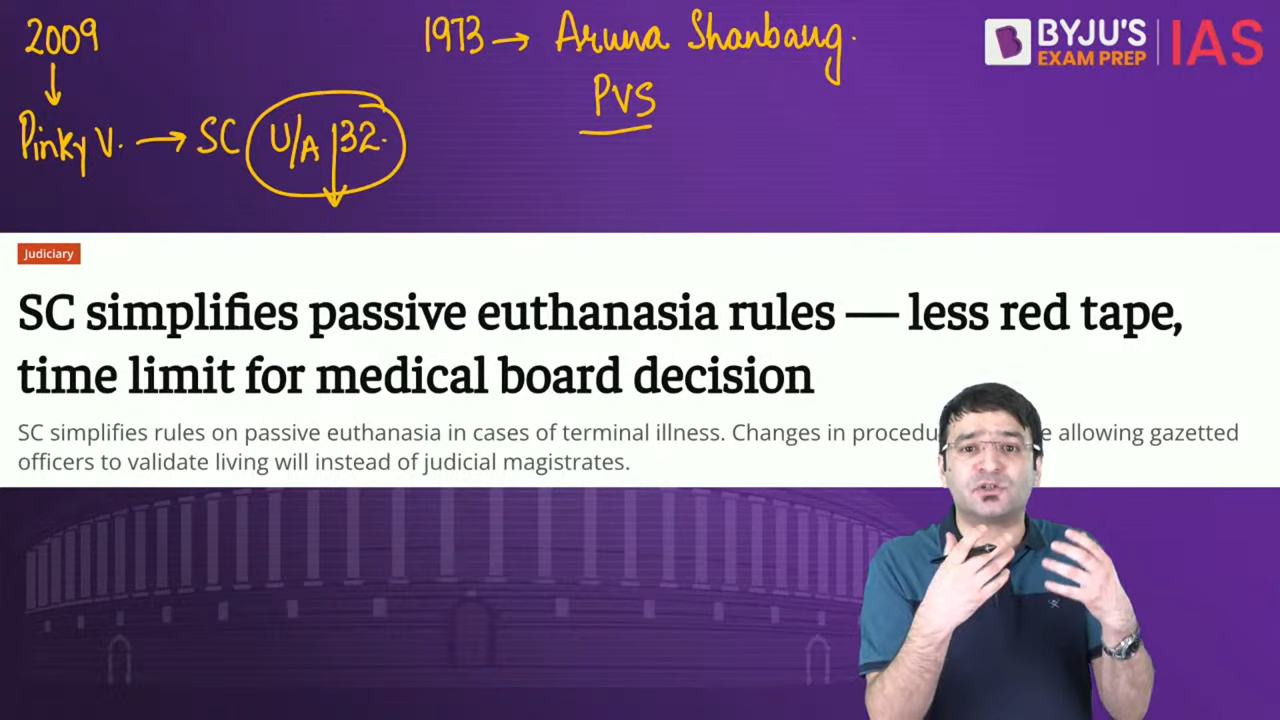 2009
1973 → Aruna Shanbaug.
PVS
Pinky V. → SC U/A 32.
BYJU'S
EXAM PREP
IAS
Judiciary
SC simplifies passive euthanasia rules — less red tape,
time limit for medical board decision
SC simplifies rules on passive euthanasia in cases of terminal illness. Changes in allowing gazetted
officers to validate living will instead of judicial magistrates.